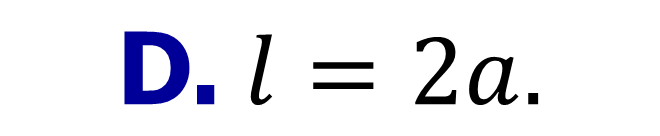 D. l = 2a.